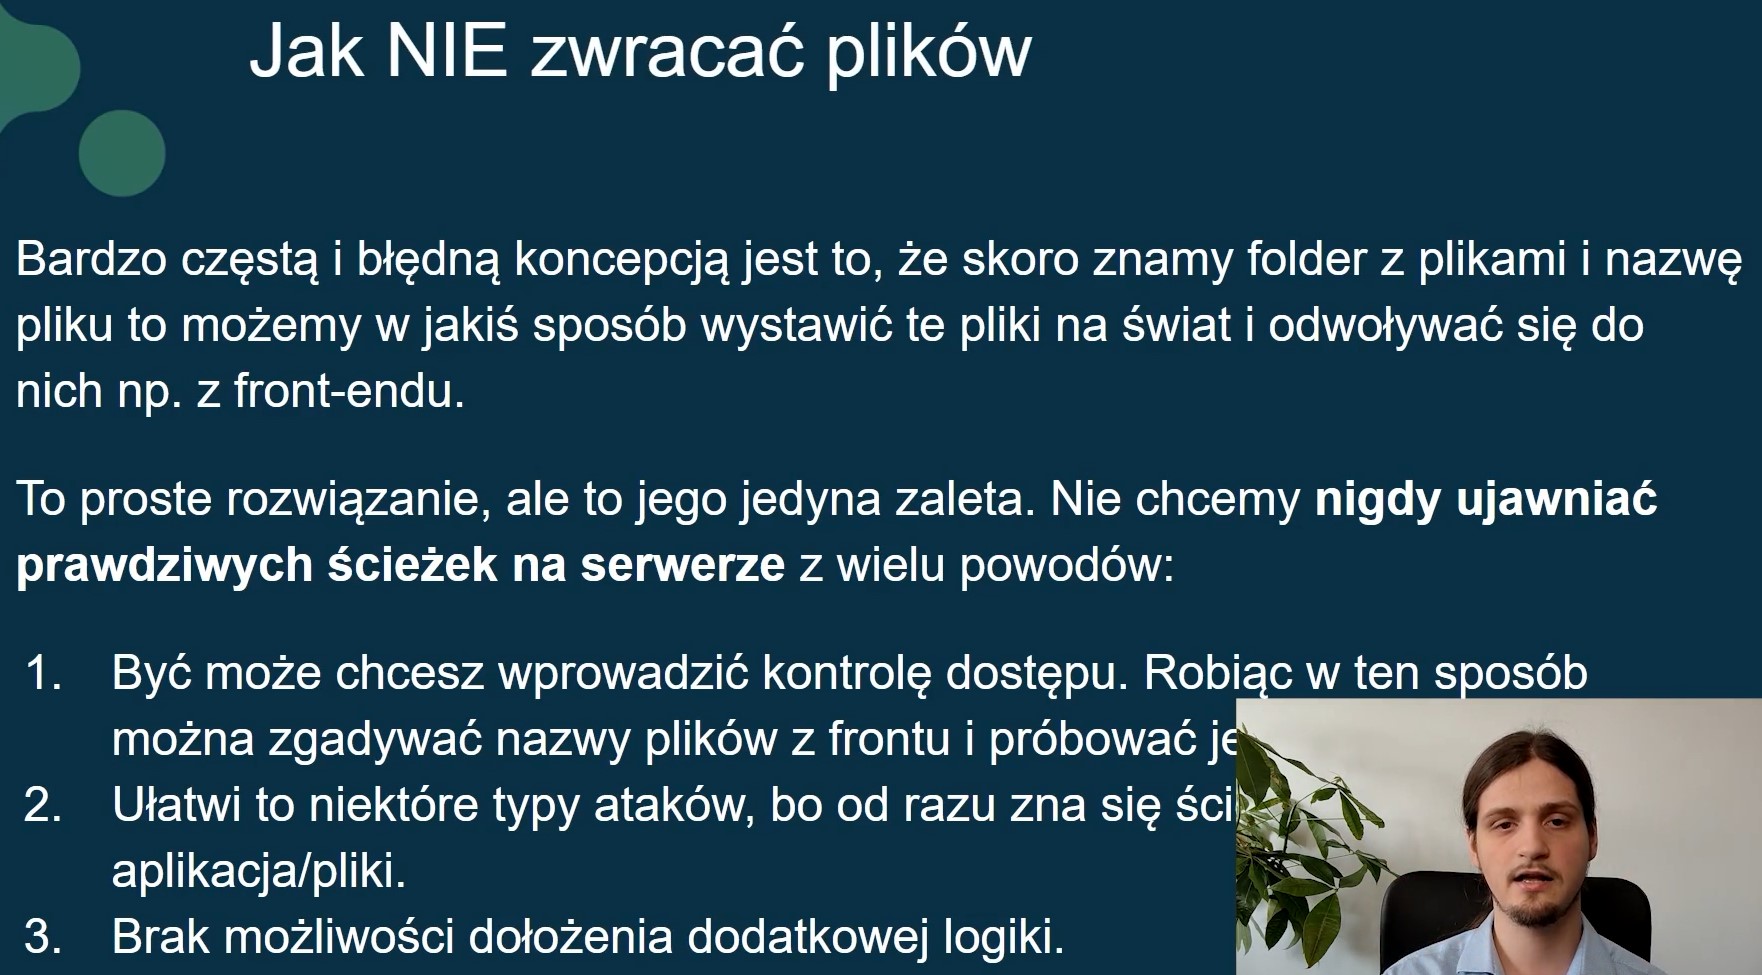 Jak NIE zwracać plików
Bardzo częstą i błędną koncepcją jest to, że skoro znamy folder z plikami i nazwę
pliku to możemy w jakiś sposób wystawić te pliki na świat i odwoływać się do
nich np. z front-endu.
To proste rozwiązanie, ale to jego jedyna zaleta. Nie chcemy nigdy ujawniać
prawdziwych ścieżek na serwerze z wielu powodów:
1. Być może chcesz wprowadzić kontrolę dostępu. Robiąc w ten sposób
można zgadywać nazwy plików z frontu i próbować
2. Ułatwi to niektóre typy ataków, bo od razu zna się
aplikacja/pliki.
3. Brak możliwości dołożenia dodatkowej logiki.